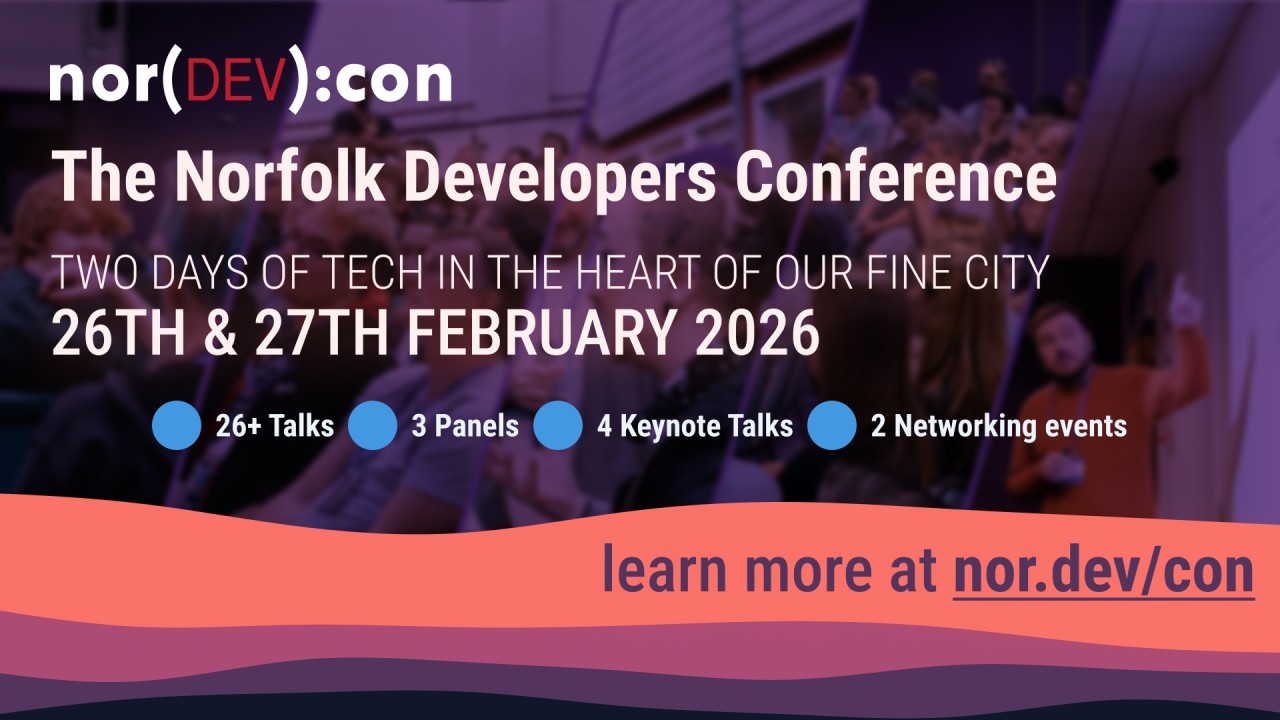 nor(DEV):con
The Norfolk Developers Conference
TWO DAYS OF TECH IN THE HEART OF OUR FINE CITY
26TH & 27TH FEBRUARY 2026
26+ Talks 3 Panels 4 Keynote Talks 2 Networking events
learn more at nor.dev/con